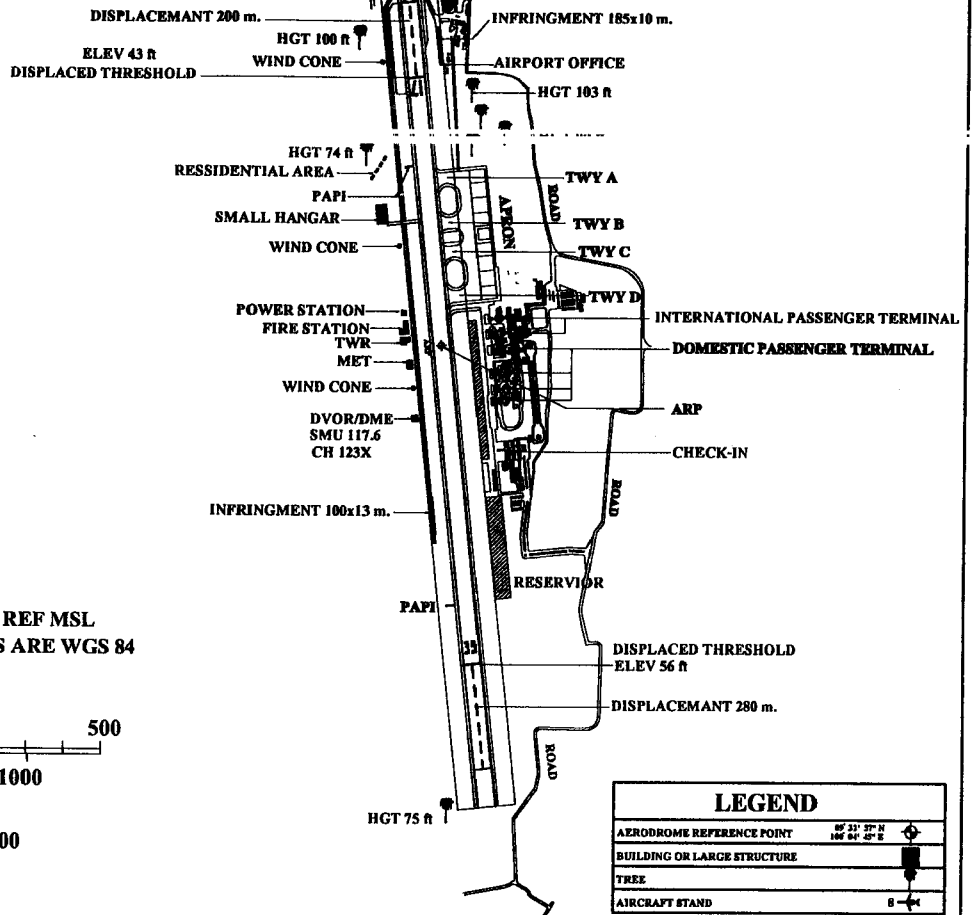 DISPLACEMANT 200 m.
INFRINGMENT 185x10 m.
HGT 100 ft
ELEV 43 ft
WIND CONE
AIRPORT OFFICE
DISPLACED THRESHOLD
HGT 103 ft
HGT 74 ft
RESSIDENTIAL AREA
TWY A
PAPI
ROAD
APRON
SMALL HANGAR
TWY B
WIND CONE
TWY C
TWY D
POWER STATION
INTERNATIONAL PASSENGER TERMINAL
FIRE STATION
TWR
DOMESTIC PASSENGER TERMINAL
MET
WIND CONE
ARP
DVOR/DME
SMU 117.6
CH 123X
CHECK-IN
ROAD
INFRINGMENT 100x13 m.
RESERVIOR
PAPI
REF MSL
S ARE WGS 84
35
DISPLACED THRESHOLD
ELEV 56 ft
DISPLACEMANT 280 m.
500
1000
00
ROAD
HGT 75 ft
LEGEND
AERODROME REFERENCE POINT
BUILDING OR LARGE STRUCTURE
TREE
AIRCRAFT STAND
8